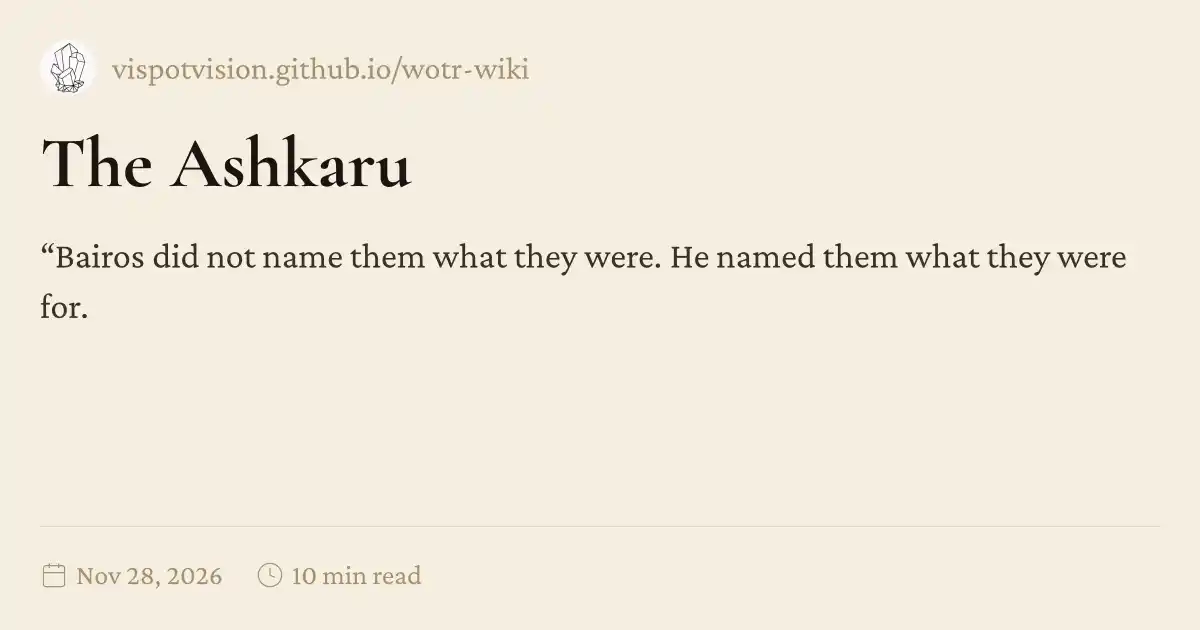 vispotvision.github.io/wotr-wiki
The Ashkaru
“Bairos did not name them what they were. He named them what they were
for.
Nov 28, 2026
10 min read